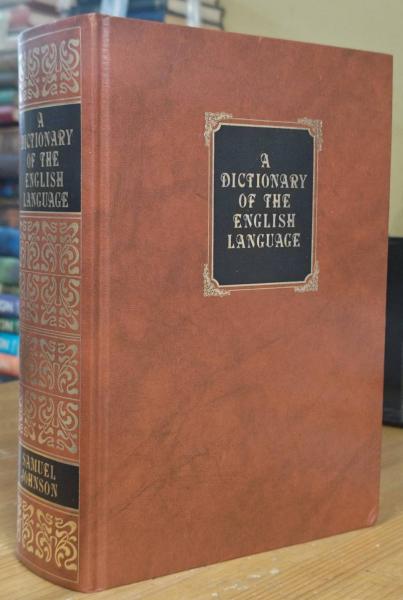 A
DICTIONARY
OF THE
ENGLISH
LANGUAGE
SAMUEL
JOHNSON
A
DICTIONARY
OF THE
ENGLISH
LANGUAGE